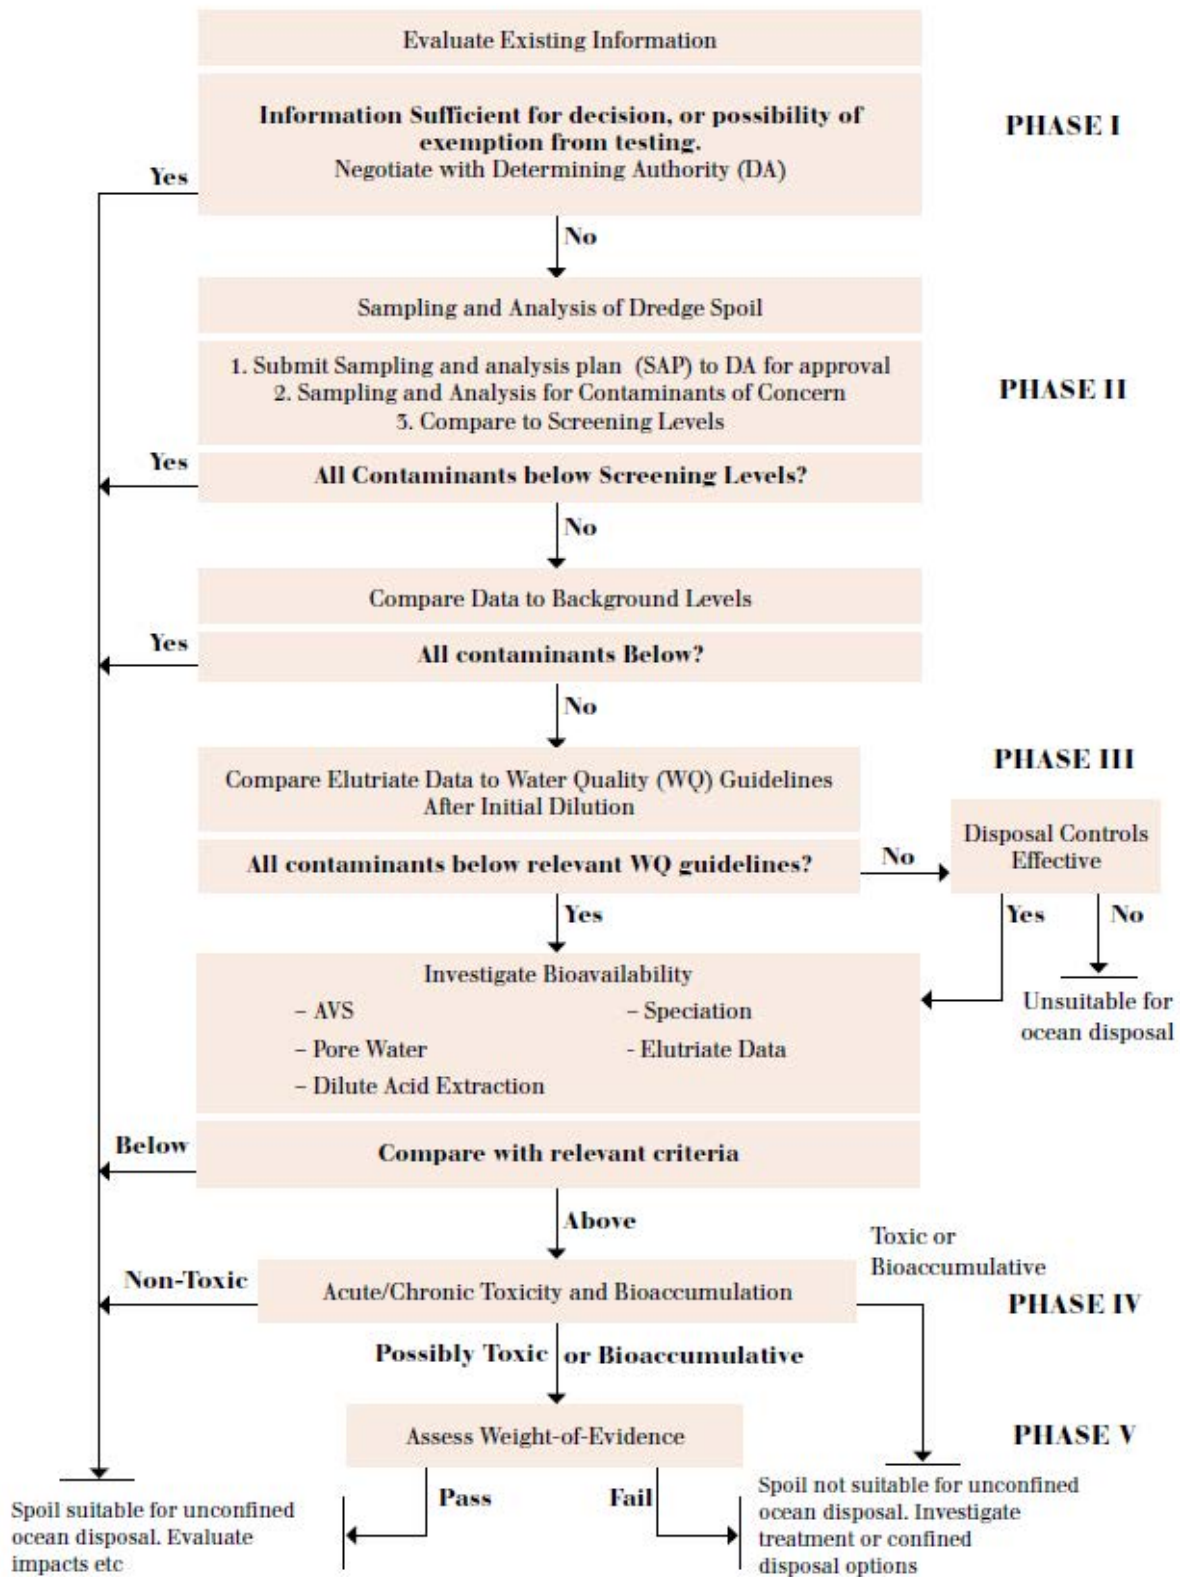 Evaluate Existing Information
Information Sufficient for decision, or possibility of
exemption from testing.
Negotiate with Determining Authority (DA)
PHASE I
Yes
No
Sampling and Analysis of Dredge Spoil
1. Submit Sampling and analysis plan (SAP) to DA for approval
2. Sampling and Analysis for Contaminants of Concern
3. Compare to Screening Levels
PHASE II
Yes
All Contaminants below Screening Levels?
No
Compare Data to Background Levels
Yes
All contaminants Below?
No
PHASE III
Compare Elutriate Data to Water Quality (WQ) Guidelines
After Initial Dilution
All contaminants below relevant WQ guidelines?
No
Disposal Controls
Effective
Yes
Yes
No
Unsuitable for
ocean disposal
Investigate Bioavailability
– AVS
– Speciation
– Pore Water
- Elutriate Data
– Dilute Acid Extraction
Below
Compare with relevant criteria
Above
Toxic or
Bioaccumulative
Non-Toxic
Acute/Chronic Toxicity and Bioaccumulation
PHASE IV
Possibly Toxic or Bioaccumulative
Assess Weight-of-Evidence
PHASE V
Pass
Fail
Spoil suitable for unconfined
ocean disposal. Evaluate
impacts etc
Spoil not suitable for unconfined
ocean disposal. Investigate
treatment or confined
disposal options